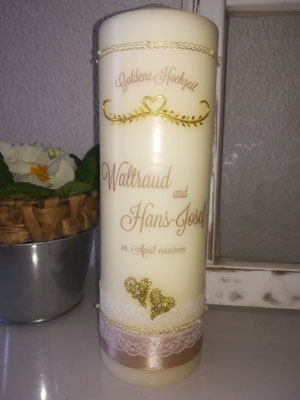 Goldene Hochzeit
Waltraud
und
Hans-Josef
April